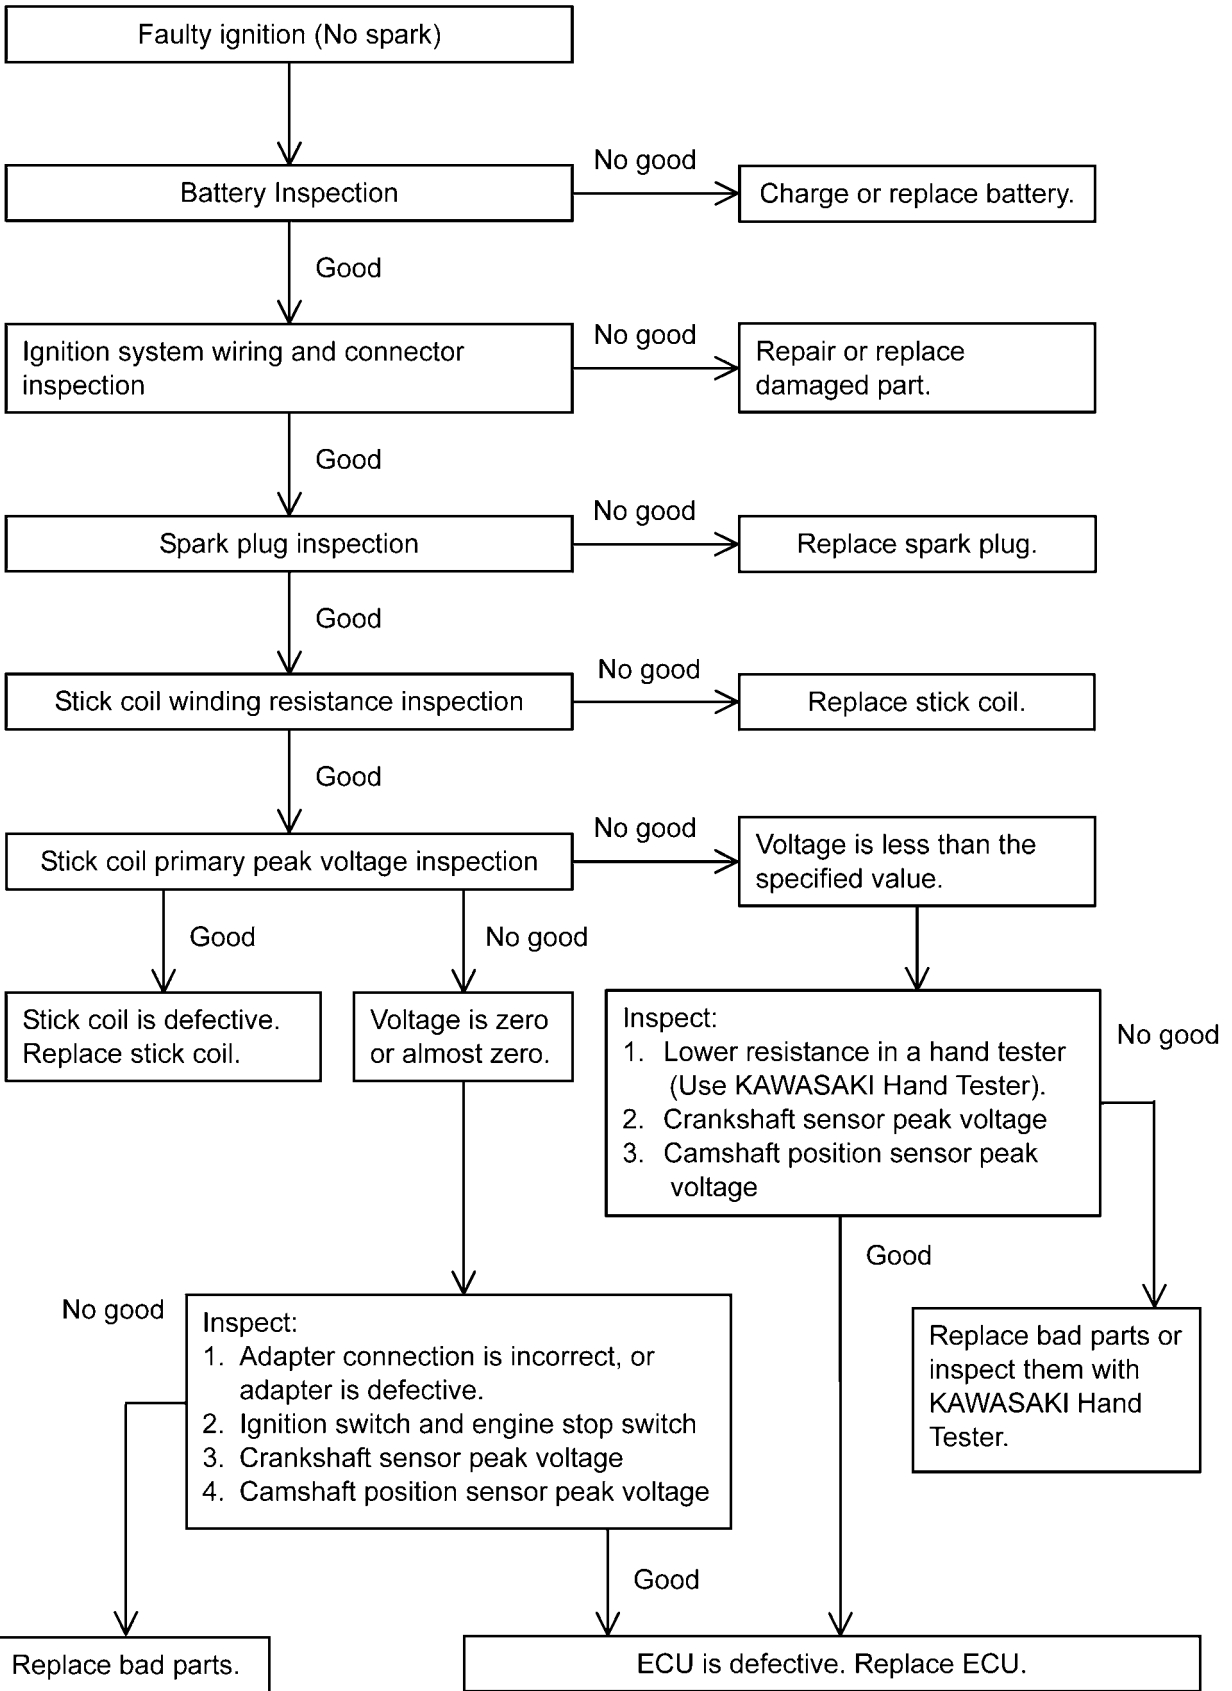 Faulty ignition (No spark)
No good
Battery Inspection
Charge or replace battery.
Good
No good
Ignition system wiring and connector
inspection
Repair or replace
damaged part.
Good
No good
Spark plug inspection
Replace spark plug.
Good
No good
Stick coil winding resistance inspection
Replace stick coil.
Good
No good
Stick coil primary peak voltage inspection
Voltage is less than the
specified value.
Good
No good
Stick coil is defective.
Replace stick coil.
Voltage is zero
or almost zero.
Inspect:
1. Lower resistance in a hand tester
(Use KAWASAKI Hand Tester).
2. Crankshaft sensor peak voltage
3. Camshaft position sensor peak
voltage
No good
Good
No good
Inspect:
1. Adapter connection is incorrect, or
adapter is defective.
2. Ignition switch and engine stop switch
3. Crankshaft sensor peak voltage
4. Camshaft position sensor peak voltage
Replace bad parts or
inspect them with
KAWASAKI Hand
Tester.
Good
Replace bad parts.
ECU is defective. Replace ECU.